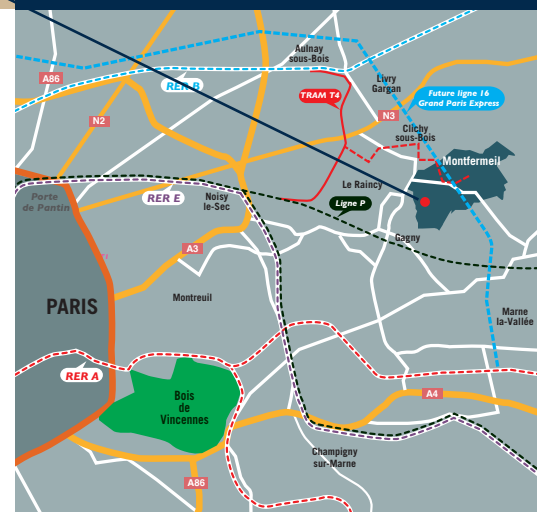 Aulnay
sous-Bois
A86
RER B
TRAM T4
Livry
Gargan
Future ligne 16
Grand Paris Express
N2
N3
Clichy
sous-Bois
Montfermeil
Le Raincy
Porte
de Pantin
RER E
Noisy
le-Sec
Ligne P
Gagny
A3
PARIS
Montreuil
Marne
la-Vallée
RER A
Bois
de
Vincennes
A4
Champigny
sur-Marne
A86